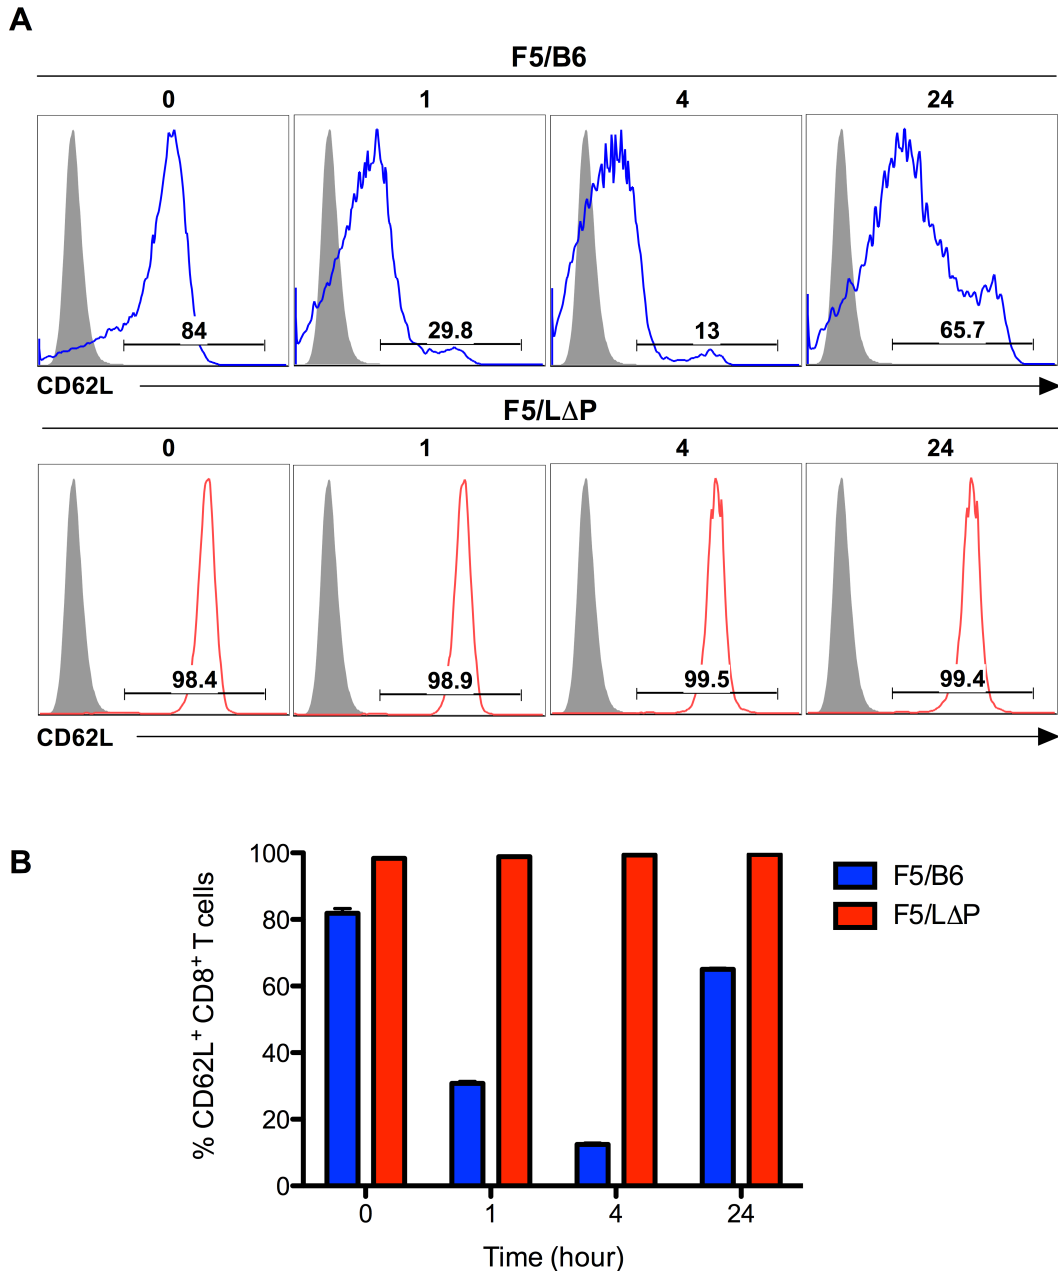 A
F5/B6
0 1 4 24
84 29.8 13 65.7
CD62L
F5/LΔP
0 1 4 24
98.4 98.9 99.5 99.4
CD62L
B
% CD62L⁺ CD8⁺ T cells
100
80
60
40
20
0
0 1 4 24
Time (hour)
F5/B6
F5/LΔP